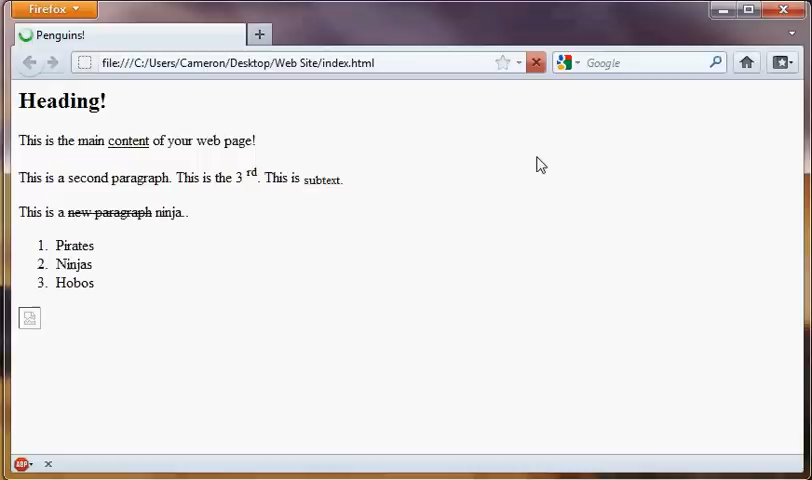 Firefox
Penguins!
file:///C:/Users/Cameron/Desktop/Web Site/index.html
Google
Heading!
This is the main content of your web page!
This is a second paragraph. This is the 3 rd. This is subtext.
This is a new paragraph ninja..
1. Pirates
2. Ninjas
3. Hobos
ABP